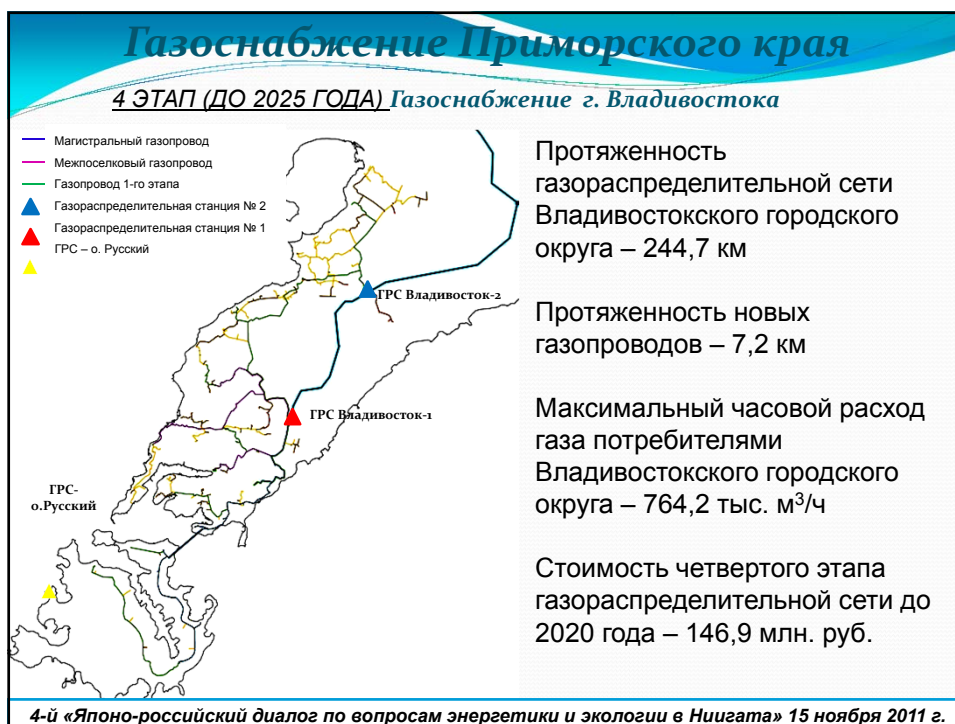 Газоснабжение Приморского края
4 ЭТАП (ДО 2025 ГОДА) Газоснабжение г. Владивостока
Магистральный газопровод
Межпоселковый газопровод
Газопровод 1-го этапа
Газораспределительная станция № 2
Газораспределительная станция № 1
ГРС – о. Русский
ГРС Владивосток-2
ГРС Владивосток-1
ГРС-
о.Русский
Протяженность
газораспределительной сети
Владивостокского городского
округа – 244,7 км
Протяженность новых
газопроводов – 7,2 км
Максимальный часовой расход
газа потребителями
Владивостокского городского
округа – 764,2 тыс. м³/ч
Стоимость четвертого этапа
газораспределительной сети до
2020 года – 146,9 млн. руб.
4-й «Японо-российский диалог по вопросам энергетики и экологии в Ниигата» 15 ноября 2011 г.